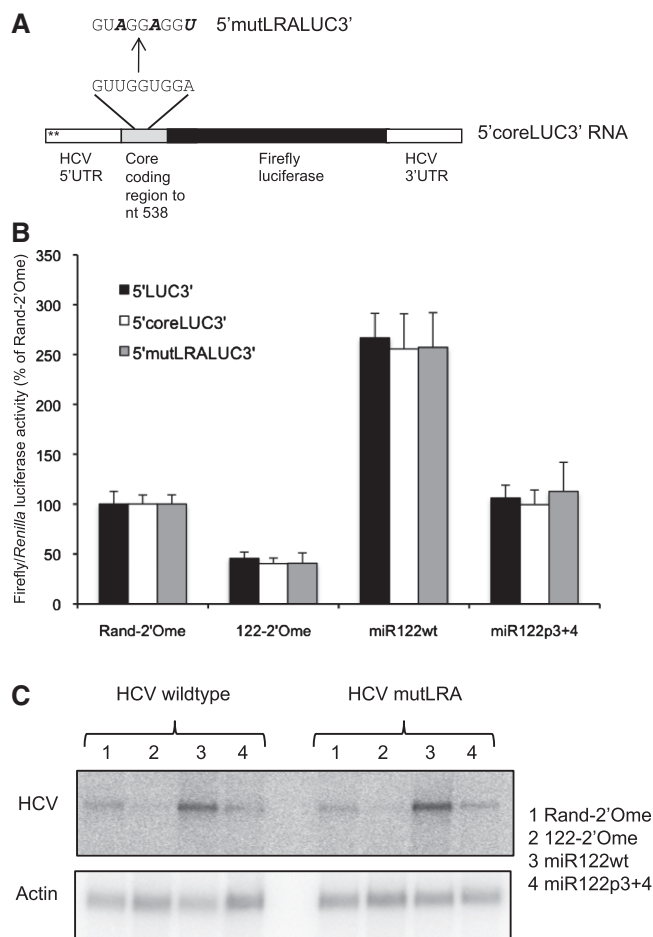 A
GUAGGAGGU 5'mutLRALUC3'
GUUGGUGGA
**
5'coreLUC3' RNA
HCV
5'UTR
Core
coding
region to
nt 538
Firefly
luciferase
HCV
3'UTR
B
Firefly/Renilla luciferase activity (% of Rand-2'Ome)
350
300
250
200
150
100
50
0
5'LUC3'
5'coreLUC3'
5'mutLRALUC3'
Rand-2'Ome 122-2'Ome miR122wt miR122p3+4
C
HCV wildtype HCV mutLRA
1 2 3 4 1 2 3 4
HCV
Actin
1 Rand-2'Ome
2 122-2'Ome
3 miR122wt
4 miR122p3+4